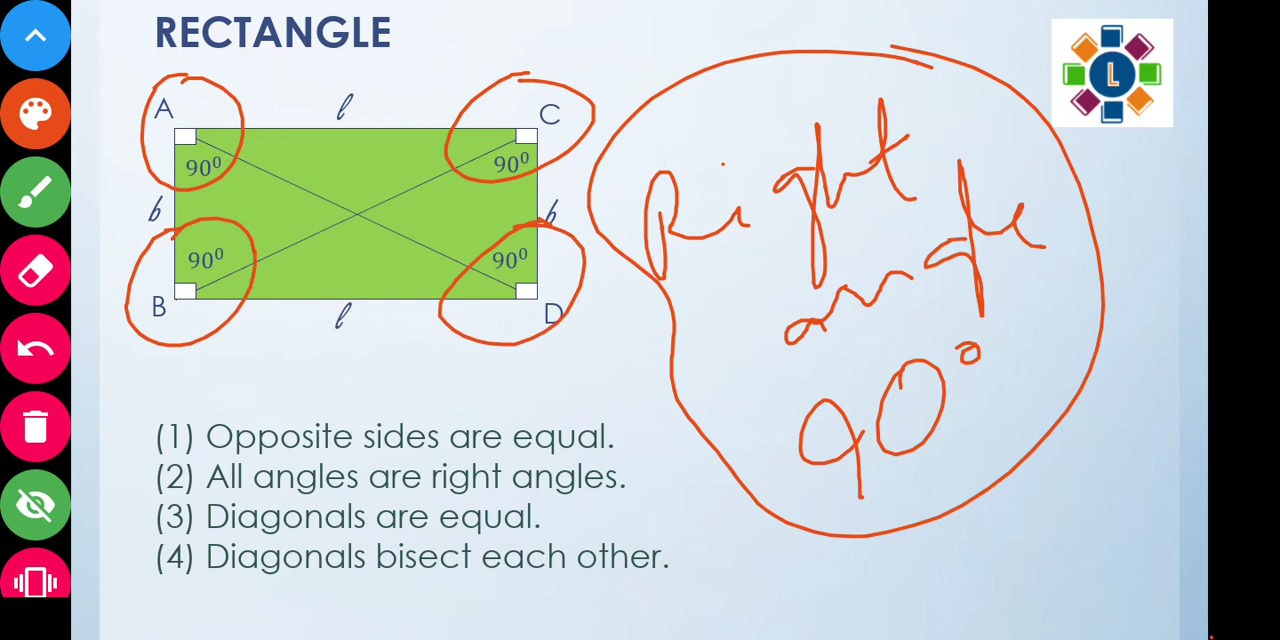 RECTANGLE
L
A
l
C
90⁰
90⁰
b
b
90⁰
90⁰
B
l
D
Right
angle
90°
(1) Opposite sides are equal.
(2) All angles are right angles.
(3) Diagonals are equal.
(4) Diagonals bisect each other.